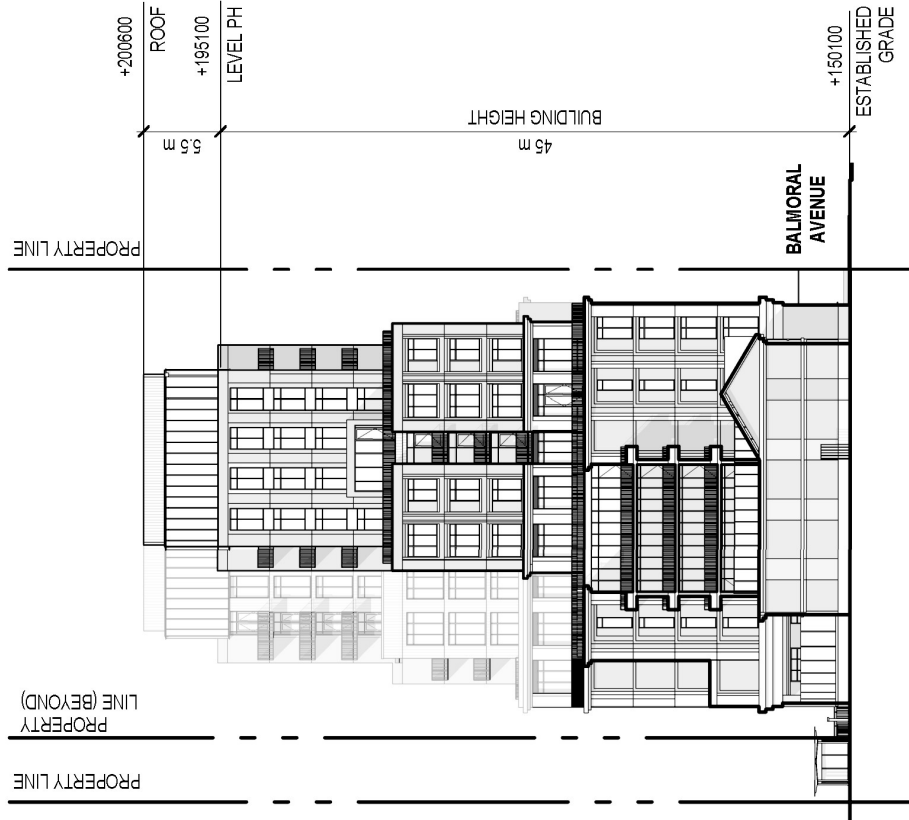 +200600
ROOF
+195100
LEVEL PH
+150100
ESTABLISHED
GRADE
5.5 m
45 m
BUILDING HEIGHT
BALMORAL
AVENUE
PROPERTY LINE
PROPERTY
LINE (BEYOND)
PROPERTY LINE